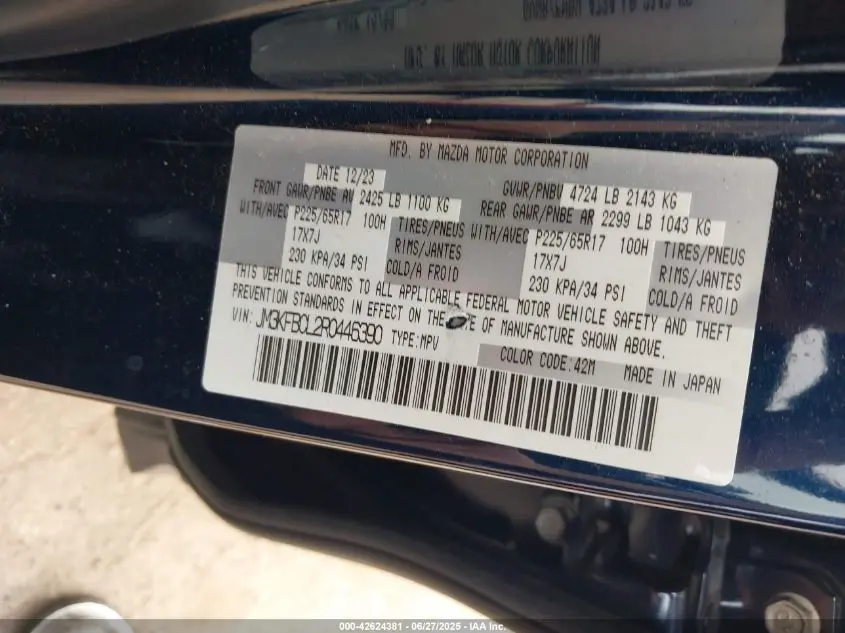 MFD. BY MAZDA MOTOR CORPORATION
DATE 12/23 GVWR/PNBV 4724 LB 2143 KG
FRONT GAWR/PNBE AV 2425 LB 1100 KG REAR GAWR/PNBE AR 2299 LB 1043 KG
WITH/AVEC P225/65R17 100H TIRES/PNEUS WITH/AVEC P225/65R17 100H TIRES/PNEUS
17X7J RIMS/JANTES 17X7J RIMS/JANTES
230 KPA/34 PSI COLD/A FROID 230 KPA/34 PSI COLD/A FROID
THIS VEHICLE CONFORMS TO ALL APPLICABLE FEDERAL MOTOR VEHICLE SAFETY AND THEFT
PREVENTION STANDARDS IN EFFECT ON THE OF MANUFACTURE SHOWN ABOVE.
VIN: JM3KFBCL2R0446390 TYPE:MPV
COLOR CODE:42M MADE IN JAPAN
000-42624381 | 06/27/2025 | IAA Inc.